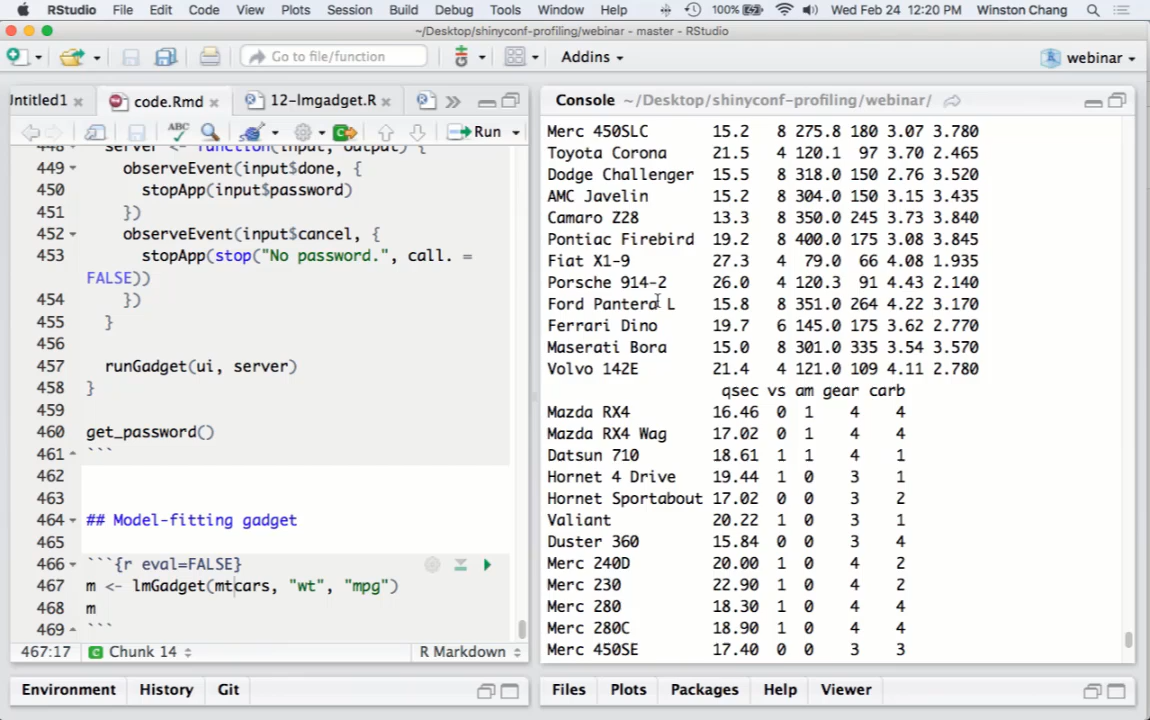 RStudio File Edit Code View Plots Session Build Debug Tools Window Help 100% Wed Feb 24 12:20 PM Winston Chang
~/Desktop/shinyconf-profiling/webinar - master - RStudio
Go to file/function Addins webinar
Intitled1 code.Rmd 12-lmgadget.R
Run
448 server <- function(input, output) {
449 observeEvent(input$done, {
450 stopApp(input$password)
451 })
452 observeEvent(input$cancel, {
453 stopApp(stop("No password.", call. =
FALSE))
454 })
455 }
456
457 runGadget(ui, server)
458 }
459
460 get_password()
461 ```
462
463
464 ## Model-fitting gadget
465
466 ```{r eval=FALSE}
467 m <- lmGadget(mtcars, "wt", "mpg")
468 m
469 ```
467:17 C Chunk 14 R Markdown
Environment History Git
Console ~/Desktop/shinyconf-profiling/webinar/
Merc 450SLC 15.2 8 275.8 180 3.07 3.780
Toyota Corona 21.5 4 120.1 97 3.70 2.465
Dodge Challenger 15.5 8 318.0 150 2.76 3.520
AMC Javelin 15.2 8 304.0 150 3.15 3.435
Camaro Z28 13.3 8 350.0 245 3.73 3.840
Pontiac Firebird 19.2 8 400.0 175 3.08 3.845
Fiat X1-9 27.3 4 79.0 66 4.08 1.935
Porsche 914-2 26.0 4 120.3 91 4.43 2.140
Ford Pantera L 15.8 8 351.0 264 4.22 3.170
Ferrari Dino 19.7 6 145.0 175 3.62 2.770
Maserati Bora 15.0 8 301.0 335 3.54 3.570
Volvo 142E 21.4 4 121.0 109 4.11 2.780
qsec vs am gear carb
Mazda RX4 16.46 0 1 4 4
Mazda RX4 Wag 17.02 0 1 4 4
Datsun 710 18.61 1 1 4 1
Hornet 4 Drive 19.44 1 0 3 1
Hornet Sportabout 17.02 0 0 3 2
Valiant 20.22 1 0 3 1
Duster 360 15.84 0 0 3 4
Merc 240D 20.00 1 0 4 2
Merc 230 22.90 1 0 4 2
Merc 280 18.30 1 0 4 4
Merc 280C 18.90 1 0 4 4
Merc 450SE 17.40 0 0 3 3
Files Plots Packages Help Viewer